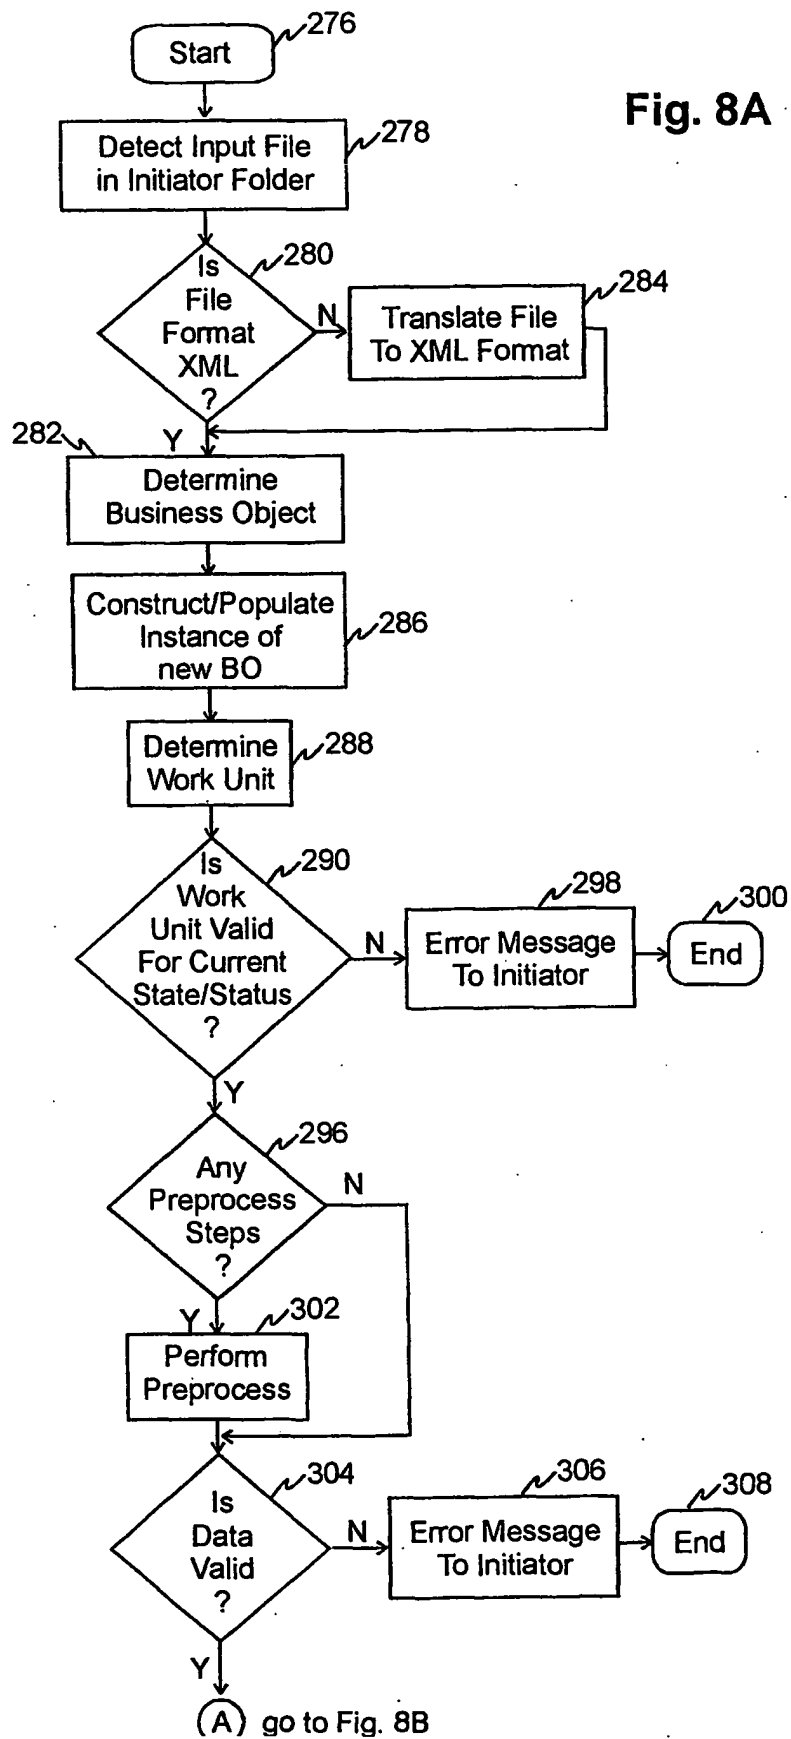 276
Start
Fig. 8A
278
Detect Input File
in Initiator Folder
280
Is
File
Format
XML
?
N
284
Translate File
To XML Format
Y
282
Determine
Business Object
Construct/Populate
Instance of
new BO
286
Determine
Work Unit
288
290
Is
Work
Unit Valid
For Current
State/Status
?
N
298
Error Message
To Initiator
300
End
Y
296
Any
Preprocess
Steps
?
N
Y
302
Perform
Preprocess
304
Is
Data
Valid
?
N
306
Error Message
To Initiator
308
End
Y
A go to Fig. 8B